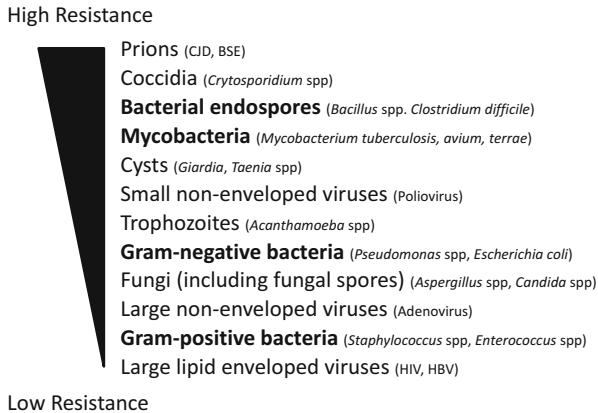 High Resistance
Prions (CJD, BSE)
Coccidia (Crytosporidium spp)
Bacterial endospores (Bacillus spp. Clostridium difficile)
Mycobacteria (Mycobacterium tuberculosis, avium, terrae)
Cysts (Giardia, Taenia spp)
Small non-enveloped viruses (Poliovirus)
Trophozoites (Acanthamoeba spp)
Gram-negative bacteria (Pseudomonas spp, Escherichia coli)
Fungi (including fungal spores) (Aspergillus spp, Candida spp)
Large non-enveloped viruses (Adenovirus)
Gram-positive bacteria (Staphylococcus spp, Enterococcus spp)
Large lipid enveloped viruses (HIV, HBV)
Low Resistance